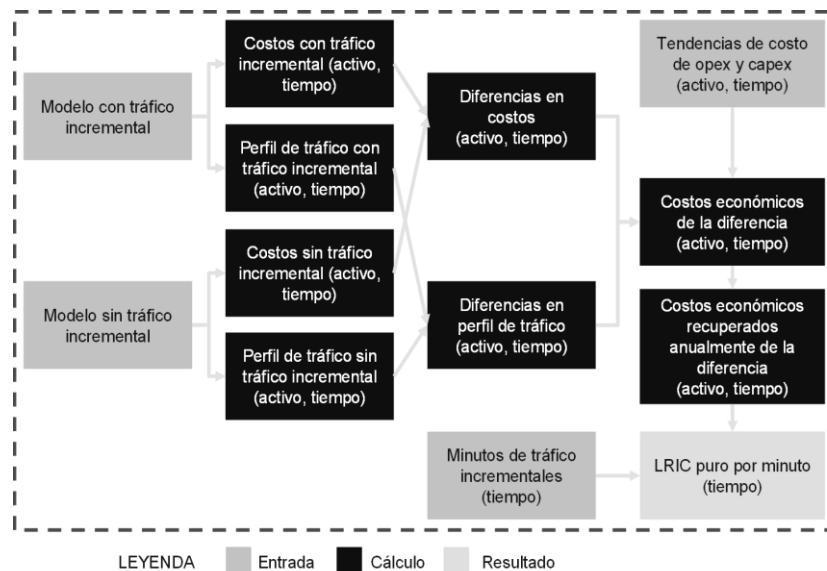 Modelo con tráfico
incremental
Modelo sin tráfico
incremental
Costos con tráfico
incremental (activo,
tiempo)
Perfil de tráfico con
tráfico incremental
(activo, tiempo)
Costos sin tráfico
incremental (activo,
tiempo)
Perfil de tráfico sin
tráfico incremental
(activo, tiempo)
Diferencias en
costos
(activo, tiempo)
Diferencias en
perfil de tráfico
(activo, tiempo)
Minutos de tráfico
incrementales
(tiempo)
Tendencias de costo
de opex y capex
(activo, tiempo)
Costos económicos
de la diferencia
(activo, tiempo)
Costos económicos
recuperados
anualmente de la
diferencia
(activo, tiempo)
LRIC puro por minuto
(tiempo)
LEYENDA Entrada Cálculo Resultado